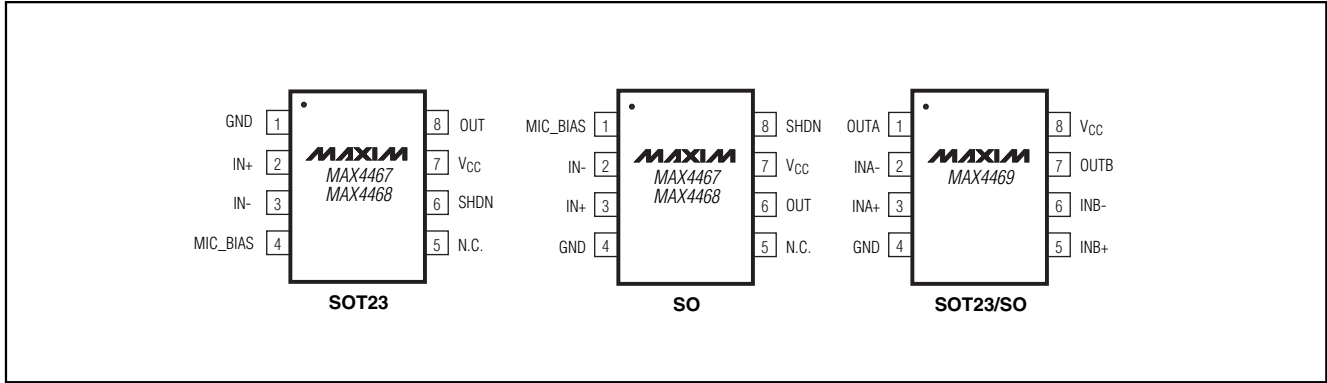 GND 1
IN+ 2
IN- 3
MIC_BIAS 4
MAXIM
MAX4467
MAX4468
8 OUT
7 VCC
6 SHDN
5 N.C.
SOT23
MIC_BIAS 1
IN- 2
IN+ 3
GND 4
MAXIM
MAX4467
MAX4468
8 SHDN
7 VCC
6 OUT
5 N.C.
SO
OUTA 1
INA- 2
INA+ 3
GND 4
MAXIM
MAX4469
8 VCC
7 OUTB
6 INB-
5 INB+
SOT23/SO